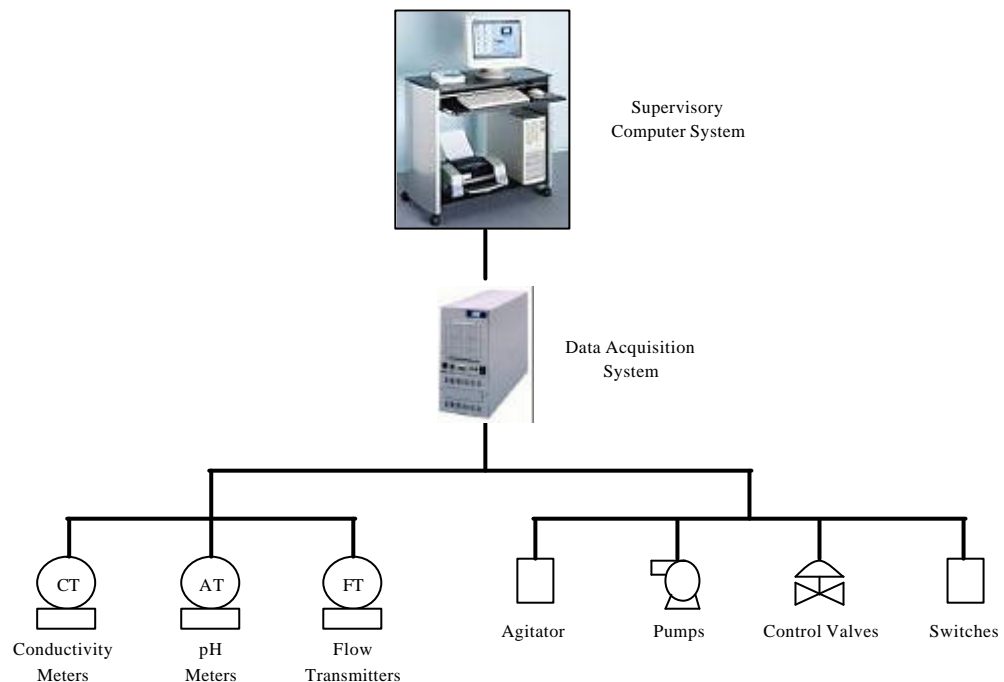 Supervisory
Computer System
Data Acquisition
System
CT
AT
FT
Conductivity
Meters
pH
Meters
Flow
Transmitters
Agitator
Pumps
Control Valves
Switches